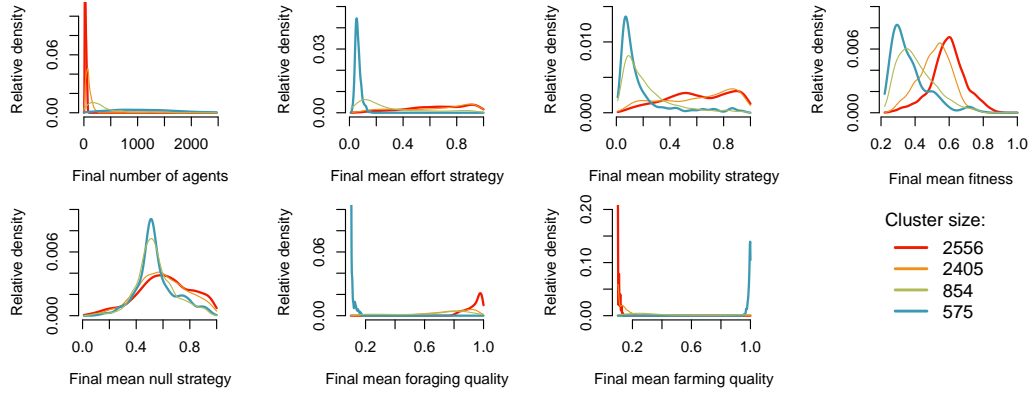 Relative density
0.00
0.06
0
1000
2000
Final number of agents
Relative density
0.00
0.03
0.0
0.4
0.8
Final mean effort strategy
Relative density
0.000
0.010
0.0
0.4
0.8
Final mean mobility strategy
Relative density
0.000
0.006
0.2
0.4
0.6
0.8
1.0
Final mean fitness
Relative density
0.000
0.006
0.0
0.4
0.8
Final mean null strategy
Relative density
0.00
0.06
0.2
0.6
1.0
Final mean foraging quality
Relative density
0.00
0.10
0.20
0.2
0.6
1.0
Final mean farming quality
Cluster size:
2556
2405
854
575